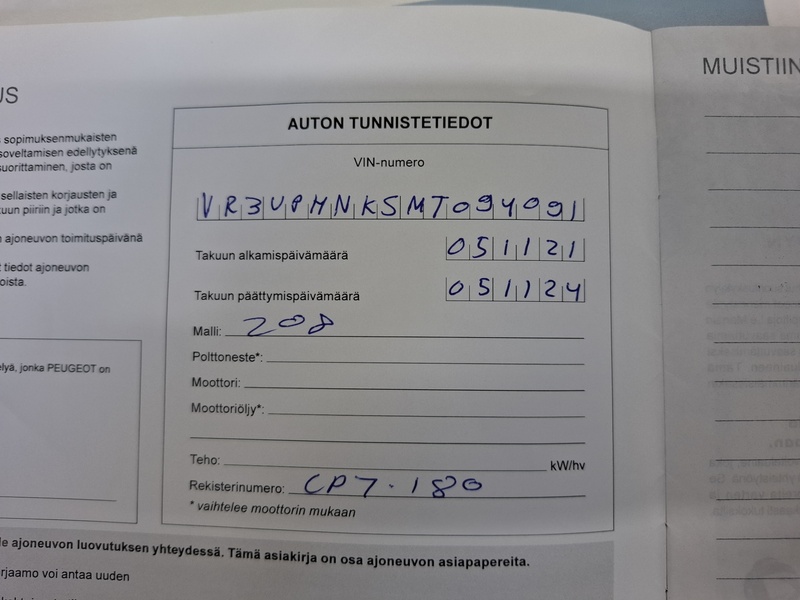 US
MUISTIIN
sopimuksenmukaisten
soveltamisen edellytyksenä
suorittaminen, josta on
sellaisten korjausten ja
kuun piiriin ja jotka on
ajoneuvon toimituspäivänä
t tiedot ajoneuvon
oista.
elyä, jonka PEUGEOT on
AUTON TUNNISTETIEDOT
VIN-numero
VR3UPHNKSMT094091
Takuun alkamispäivämäärä 051121
Takuun päättymispäivämäärä 051124
Malli: 208
Polttoneste*:
Moottori:
Moottoriöljy*:
Teho: kW/hv
Rekisterinumero: CPZ-180
* vaihtelee moottorin mukaan
le ajoneuvon luovutuksen yhteydessä. Tämä asiakirja on osa ajoneuvon asiapapereita.
rjaamo voi antaa uuden